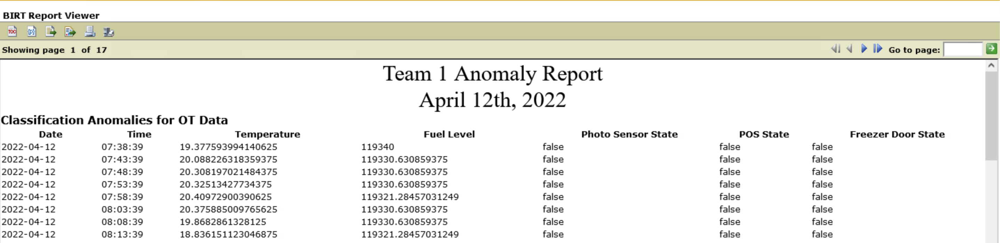 BIRT Report Viewer
TOC {p}
Showing page 1 of 17 Go to page:
Team 1 Anomaly Report
April 12th, 2022
Classification Anomalies for OT Data
Date Time Temperature Fuel Level Photo Sensor State POS State Freezer Door State
2022-04-12 07:38:39 19.377593994140625 119340 false false false
2022-04-12 07:43:39 20.088226318359375 119330.630859375 false false false
2022-04-12 07:48:39 20.308197021484375 119330.630859375 false false false
2022-04-12 07:53:39 20.32513427734375 119330.630859375 false false false
2022-04-12 07:58:39 20.40972900390625 119321.28457031249 false false false
2022-04-12 08:03:39 20.375885009765625 119330.630859375 false false false
2022-04-12 08:08:39 19.8682861328125 119330.630859375 false false false
2022-04-12 08:13:39 18.836151123046875 119321.28457031249 false false false